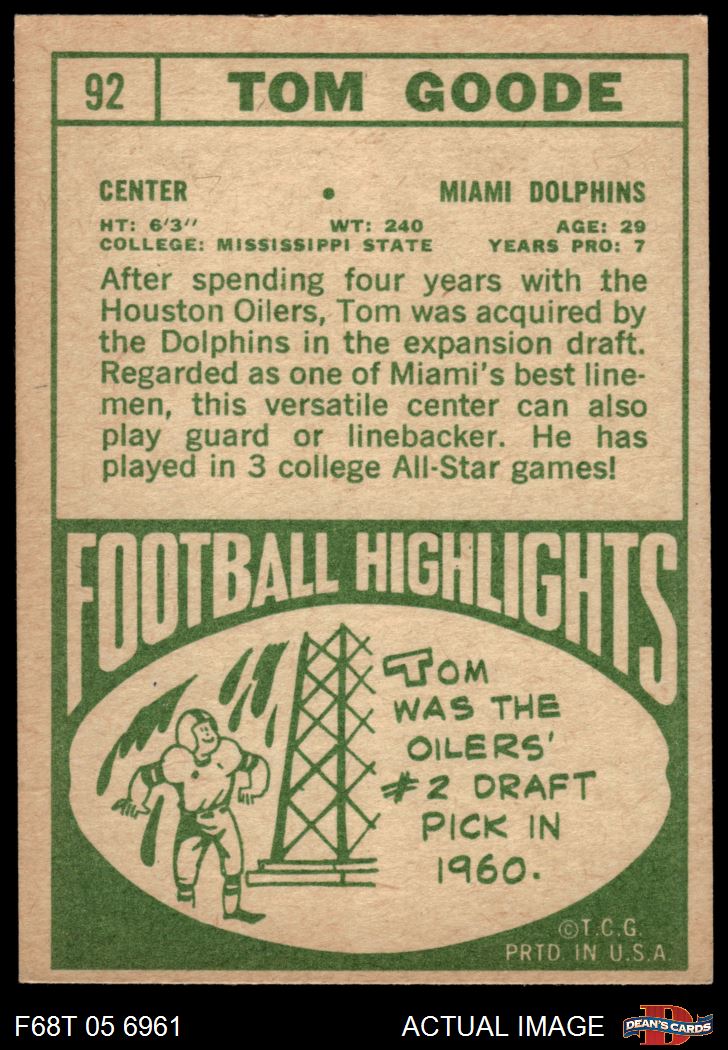 92 TOM GOODE
CENTER • MIAMI DOLPHINS
HT: 6'3" WT: 240 AGE: 29
COLLEGE: MISSISSIPPI STATE YEARS PRO: 7
After spending four years with the
Houston Oilers, Tom was acquired by
the Dolphins in the expansion draft.
Regarded as one of Miami's best line-
men, this versatile center can also
play guard or linebacker. He has
played in 3 college All-Star games!
FOOTBALL HIGHLIGHTS
TOM
WAS THE
OILERS'
#2 DRAFT
PICK IN
1960.
©T.C.G.
PRTD. IN U.S.A.
F68T 05 6961 ACTUAL IMAGE
D
DEAN'S CARDS